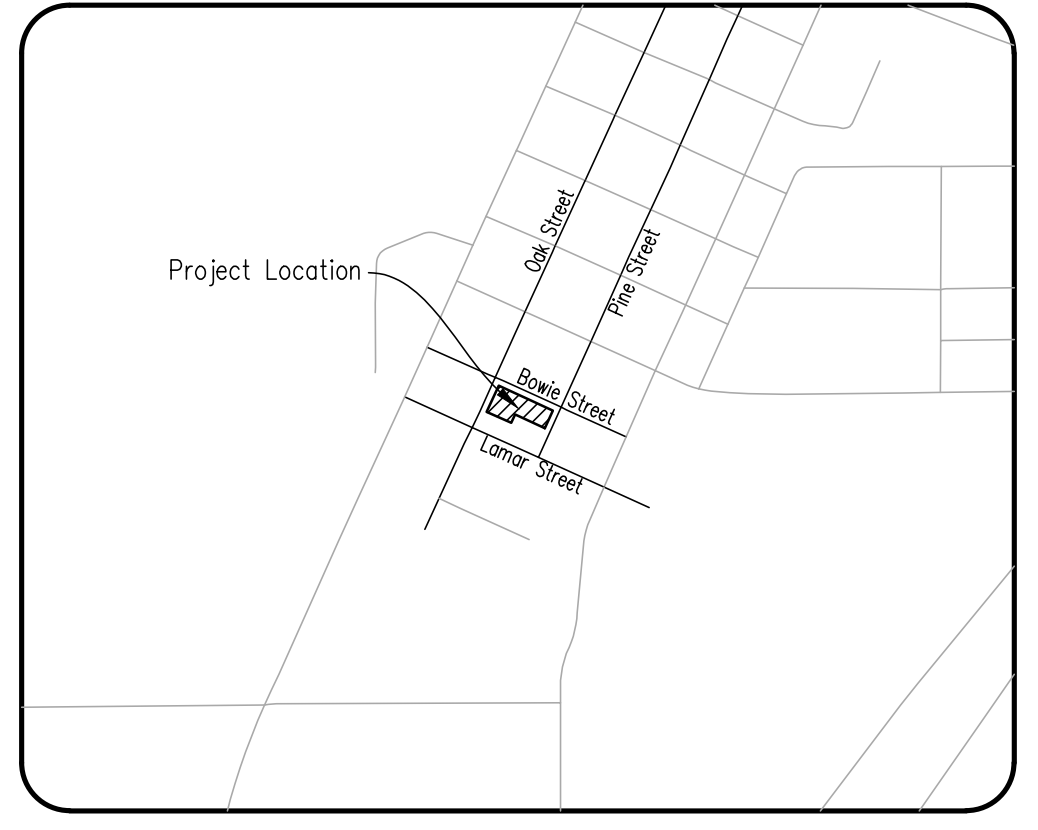 Oak Street
Pine Street
Project Location
Bowie Street
Lamar Street